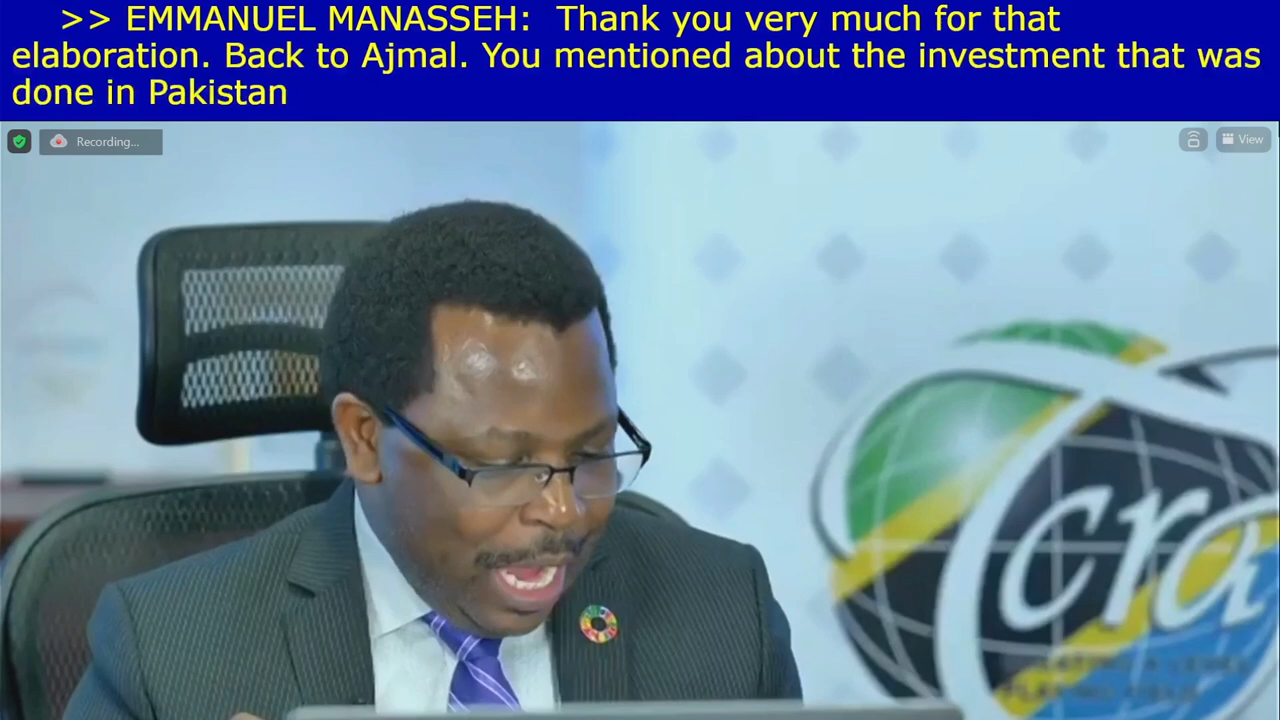 >> EMMANUEL MANASSEH:  Thank you very much for that
elaboration. Back to Ajmal. You mentioned about the investment that was
done in Pakistan
Recording...
View
tcra